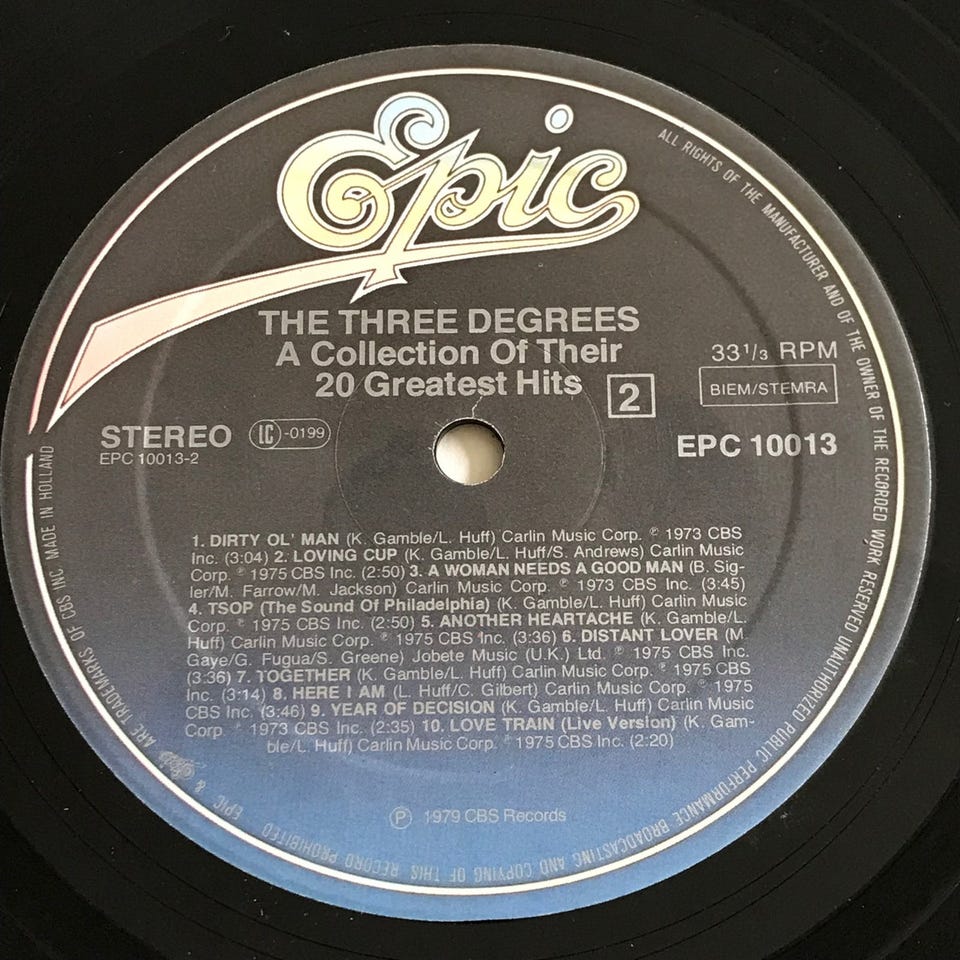 Epic
THE THREE DEGREES
A Collection Of Their
20 Greatest Hits
2
33 1/3 RPM
BIEM/STEMRA
STEREO
LC -0199
EPC 10013-2
EPC 10013
1. DIRTY OL' MAN (K. Gamble/L. Huff) Carlin Music Corp. ℗ 1973 CBS
Inc. (3:04) 2. LOVING CUP (K. Gamble/L. Huff/S. Andrews) Carlin Music
Corp. ℗ 1975 CBS Inc. (2:50) 3. A WOMAN NEEDS A GOOD MAN (B. Sig-
ler/M. Farrow/M. Jackson) Carlin Music Corp. ℗ 1973 CBS Inc. (3:45)
4. TSOP (The Sound Of Philadelphia) (K. Gamble/L. Huff) Carlin Music
Corp. ℗ 1975 CBS Inc. (2:50) 5. ANOTHER HEARTACHE (K. Gamble/L.
Huff) Carlin Music Corp. ℗ 1975 CBS Inc. (3:36) 6. DISTANT LOVER (M.
Gaye/G. Fugua/S. Greene) Jobete Music (U.K.) Ltd. ℗ 1975 CBS Inc.
(3:36) 7. TOGETHER (K. Gamble/L. Huff) Carlin Music Corp. ℗ 1975 CBS
Inc. (3:14) 8. HERE I AM (L. Huff/C. Gilbert) Carlin Music Corp. ℗ 1975
CBS Inc. (3:46) 9. YEAR OF DECISION (K. Gamble/L. Huff) Carlin Music
Corp. ℗ 1973 CBS Inc. (2:35) 10. LOVE TRAIN (Live Version) (K. Gam-
ble/L. Huff) Carlin Music Corp. ℗ 1975 CBS Inc. (2:20)
℗ 1979 CBS Records
ALL RIGHTS OF THE MANUFACTURER AND OF THE OWNER OF THE RECORDED WORK RESERVED UNAUTHORIZED PUBLIC PERFORMANCE BROADCASTING AND COPYING OF THIS RECORD PROHIBITED
EPIC & Epic ARE TRADEMARKS OF CBS INC MADE IN HOLLAND